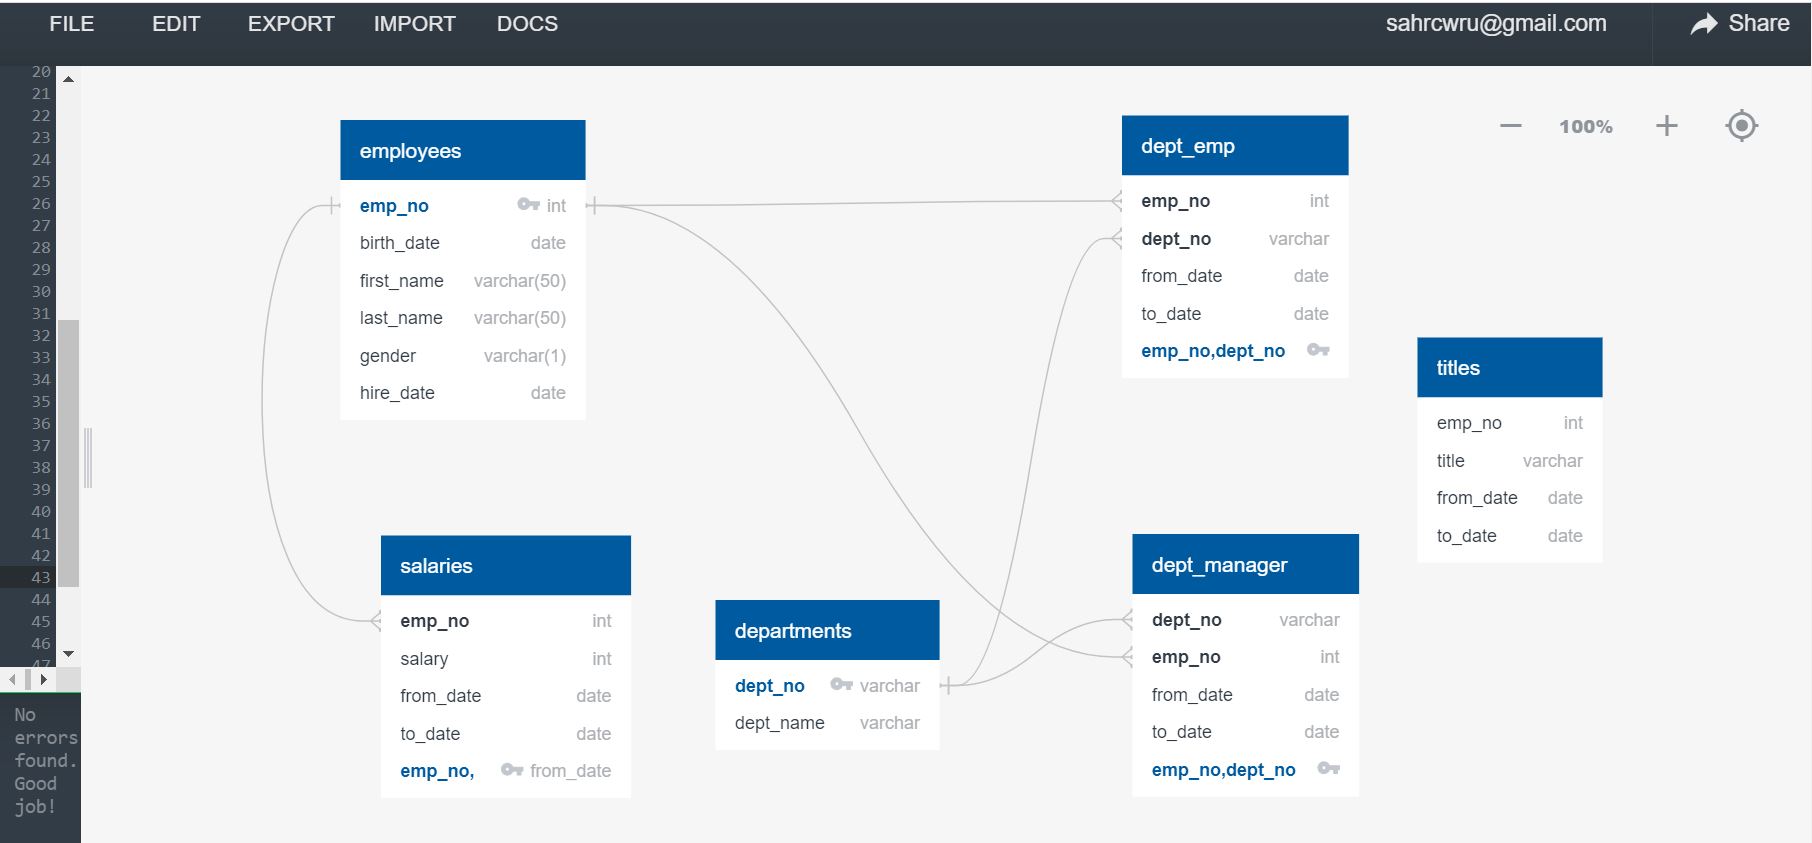 FILE EDIT EXPORT IMPORT DOCS sahrcwru@gmail.com Share
20
21
22
23
24
25
26
27
28
29
30
31
32
33
34
35
36
37
38
39
40
41
42
43
44
45
46
47
No
errors
found.
Good
job!
100%
employees
emp_no int
birth_date date
first_name varchar(50)
last_name varchar(50)
gender varchar(1)
hire_date date
dept_emp
emp_no int
dept_no varchar
from_date date
to_date date
emp_no,dept_no
titles
emp_no int
title varchar
from_date date
to_date date
salaries
emp_no int
salary int
from_date date
to_date date
emp_no, from_date
departments
dept_no varchar
dept_name varchar
dept_manager
dept_no varchar
emp_no int
from_date date
to_date date
emp_no,dept_no